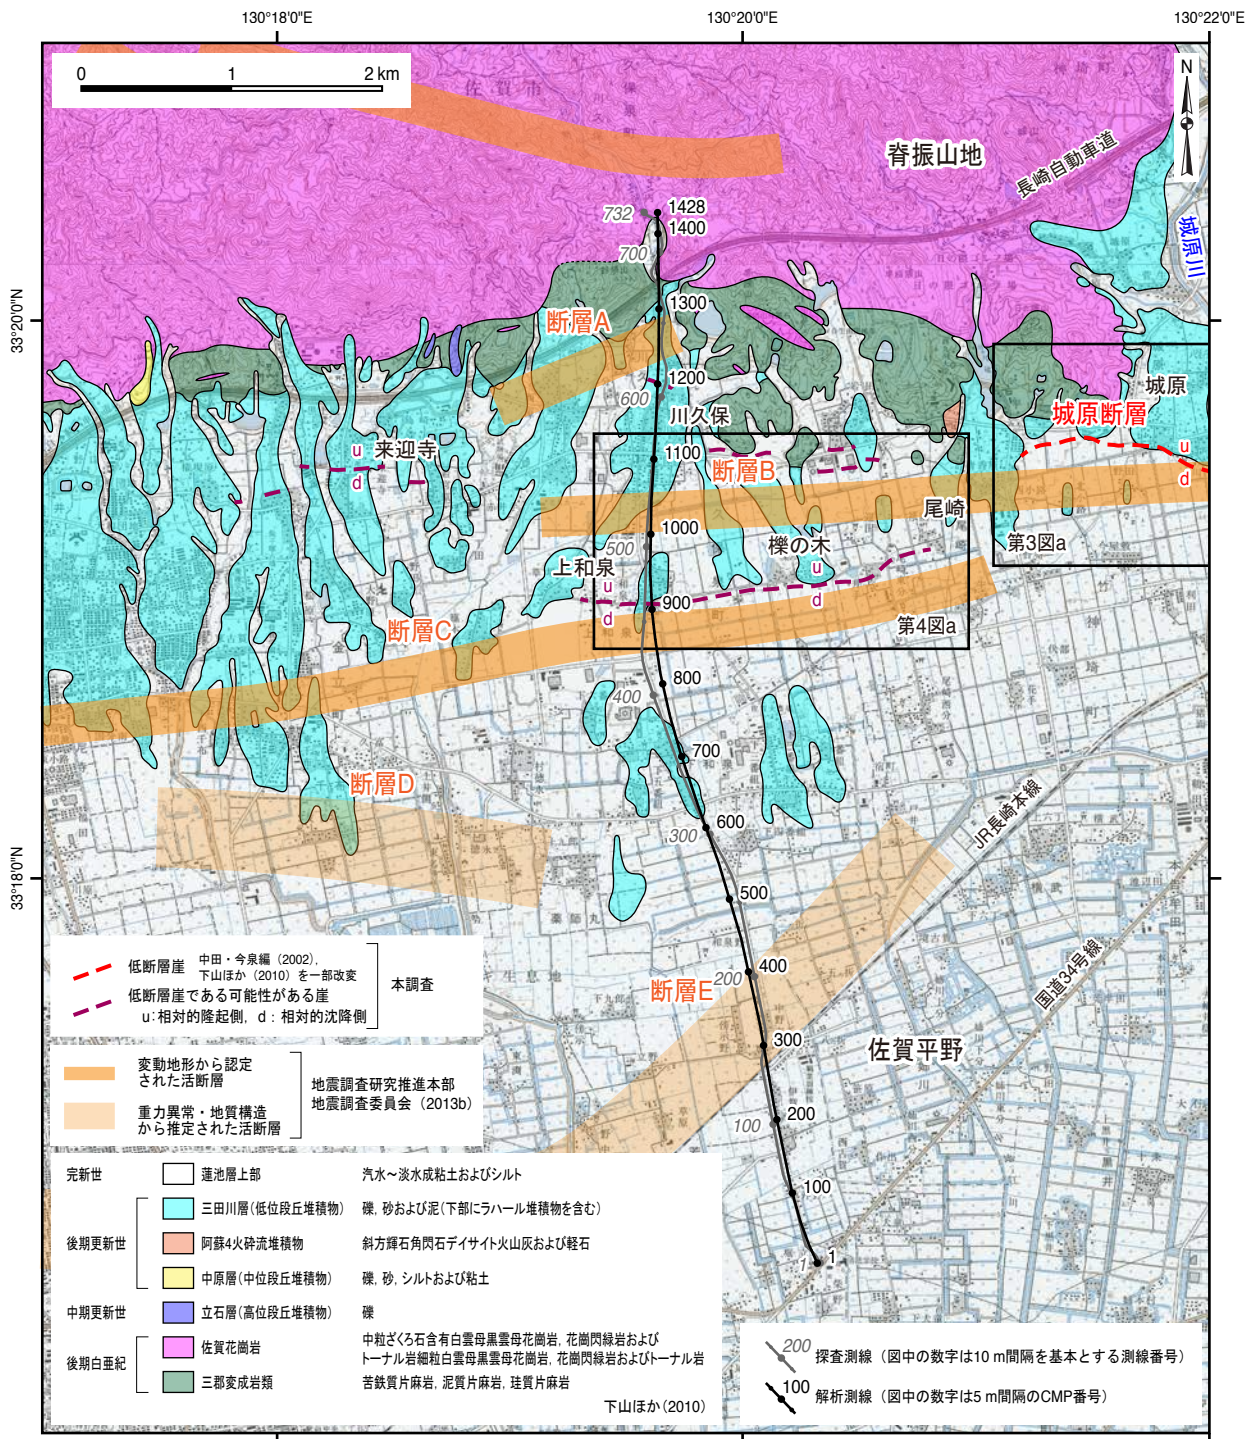 130°18'0"E
130°20'0"E
130°22'0"E
0 1 2 km
N
佐賀市
脊振山地
長崎自動車道
城原川
732
1428
1400
700
33°20'0"N
1300
断層A
1200
600
川久保
城原
城原断層
来迎寺
u
d
1100
断層B
u
d
尾崎
1000
500
櫟の木
第3図a
上和泉
u
d
u
d
900
断層C
第4図a
800
400
700
断層D
600
300
JR長崎本線
33°18'0"N
500
400
200
断層E
国道34号線
300
佐賀平野
200
100
100
1
1
低断層崖
中田・今泉編（2002），
下山ほか（2010）を一部改変
低断層崖である可能性がある崖
u：相対的隆起側，d：相対的沈降側
本調査
変動地形から認定
された活断層
重力異常・地質構造
から推定された活断層
地震調査研究推進本部
地震調査委員会（2013b）
完新世 蓮池層上部 汽水～淡水成粘土およびシルト
後期更新世
三田川層（低位段丘堆積物） 礫, 砂および泥（下部にラハール堆積物を含む）
阿蘇4火砕流堆積物 斜方輝石角閃石デイサイト火山灰および軽石
中原層（中位段丘堆積物） 礫, 砂, シルトおよび粘土
中期更新世 立石層（高位段丘堆積物） 礫
後期白亜紀
佐賀花崗岩 中粒ざくろ石含有白雲母黒雲母花崗岩, 花崗閃緑岩および
トーナル岩細粒白雲母黒雲母花崗岩, 花崗閃緑岩およびトーナル岩
三郡変成岩類 苦鉄質片麻岩, 泥質片麻岩, 珪質片麻岩
下山ほか（2010）
200 探査測線（図中の数字は10 m間隔を基本とする測線番号）
100 解析測線（図中の数字は5 m間隔のCMP番号）